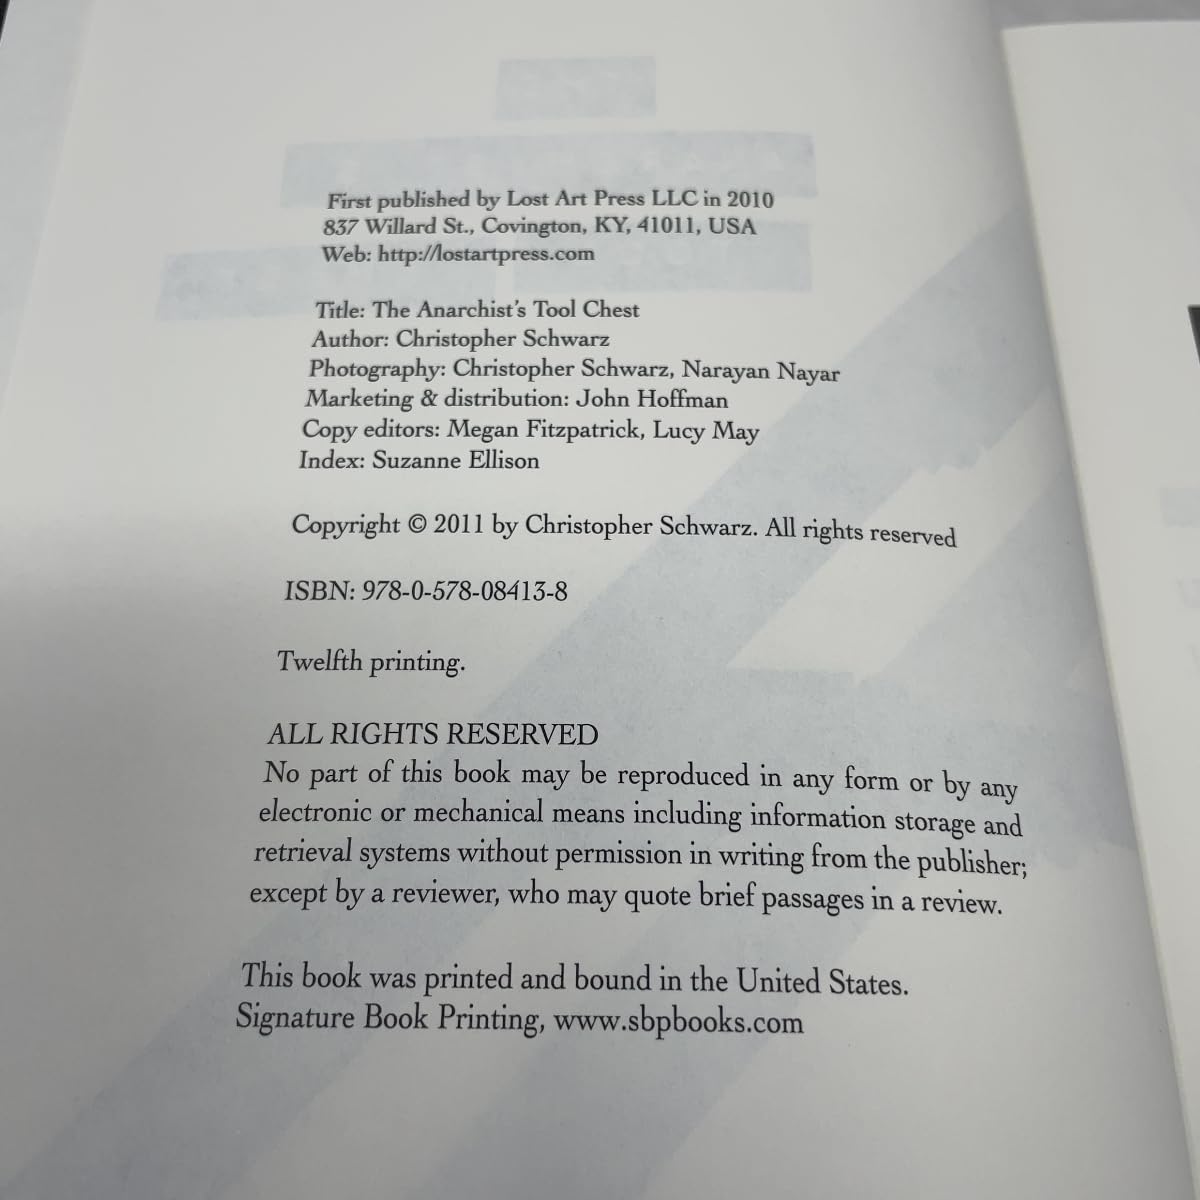 First published by Lost Art Press LLC in 2010
837 Willard St., Covington, KY, 41011, USA
Web: http://lostartpress.com
Title: The Anarchist's Tool Chest
Author: Christopher Schwarz
Photography: Christopher Schwarz, Narayan Nayar
Marketing & distribution: John Hoffman
Copy editors: Megan Fitzpatrick, Lucy May
Index: Suzanne Ellison
Copyright © 2011 by Christopher Schwarz. All rights reserved
ISBN: 978-0-578-08413-8
Twelfth printing.
ALL RIGHTS RESERVED
No part of this book may be reproduced in any form or by any
electronic or mechanical means including information storage and
retrieval systems without permission in writing from the publisher;
except by a reviewer, who may quote brief passages in a review.
This book was printed and bound in the United States.
Signature Book Printing, www.sbpbooks.com